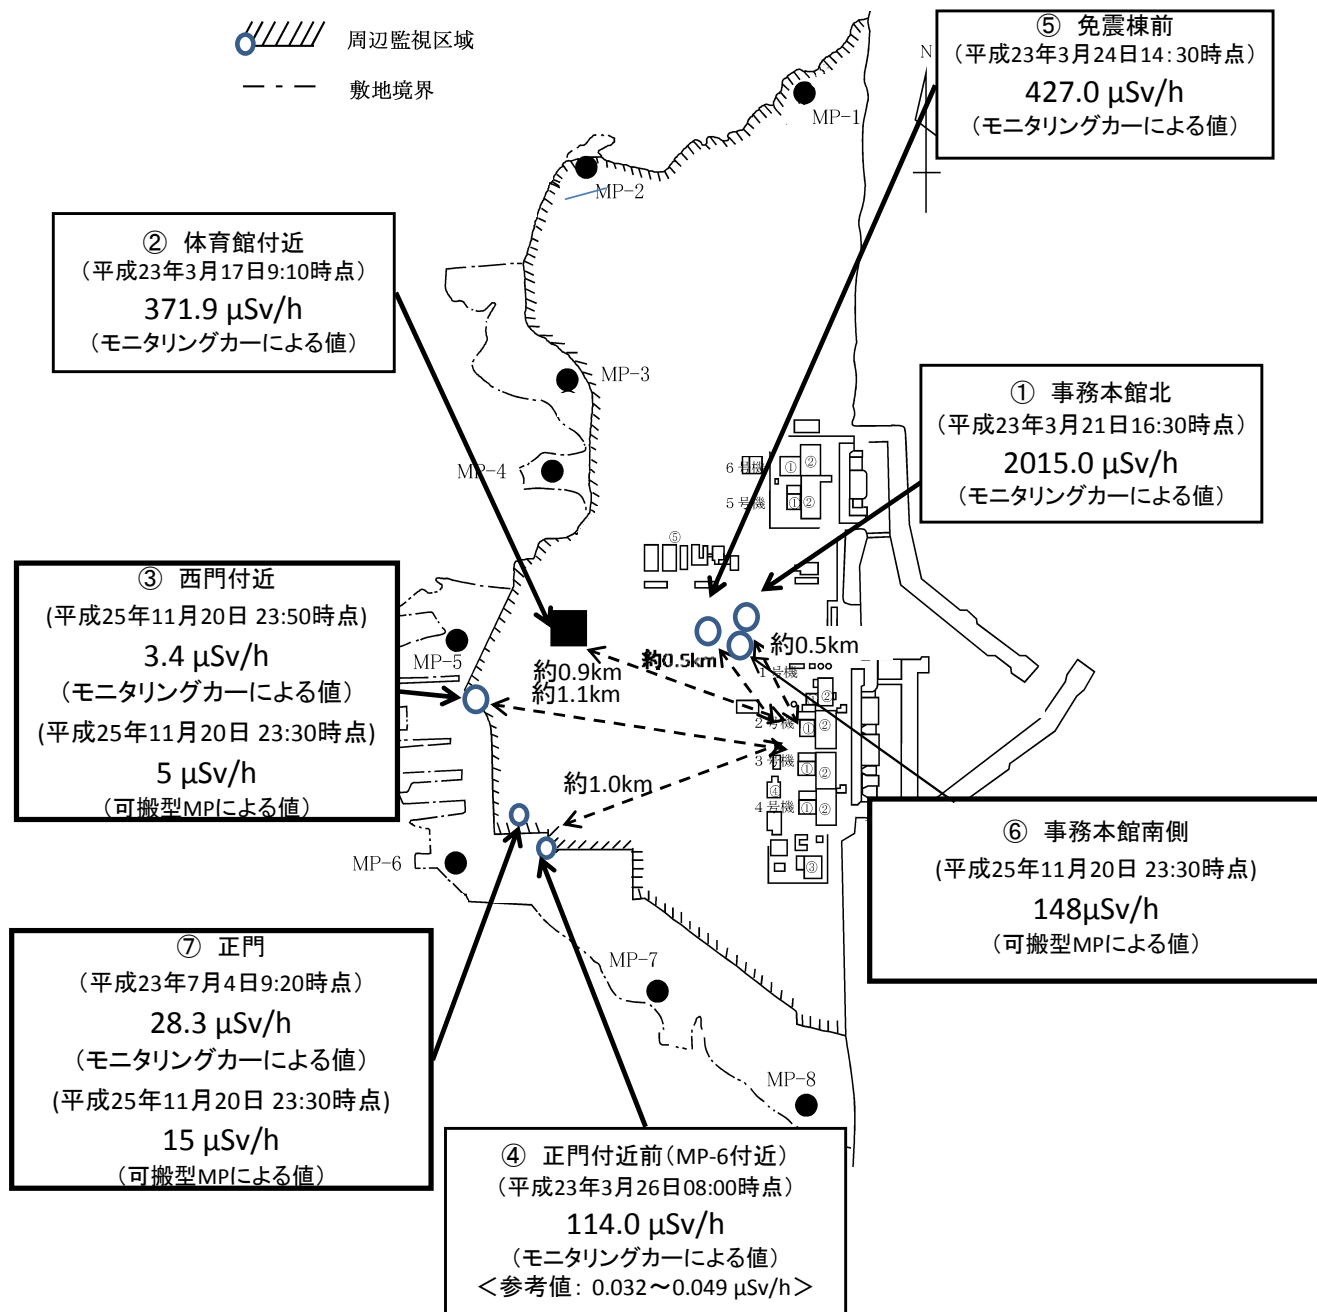 周辺監視区域
敷地境界
⑤ 免震棟前
（平成23年3月24日14:30時点）
427.0 μSv/h
（モニタリングカーによる値）
N
MP-1
MP-2
② 体育館付近
（平成23年3月17日9:10時点）
371.9 μSv/h
（モニタリングカーによる値）
MP-3
MP-4
① 事務本館北
（平成23年3月21日16:30時点）
2015.0 μSv/h
（モニタリングカーによる値）
6号機
①
②
5号機
①
②
⑤
③ 西門付近
(平成25年11月20日 23:50時点)
3.4 μSv/h
（モニタリングカーによる値）
(平成25年11月20日 23:30時点)
5 μSv/h
（可搬型MPによる値）
MP-5
約0.9km
約1.1km
約0.5km
約0.5km
1号機
②
2号機
①
②
3号機
①
②
④
4号機
①
②
③
約1.0km
MP-6
⑥ 事務本館南側
(平成25年11月20日 23:30時点)
148μSv/h
（可搬型MPによる値）
⑦ 正門
（平成23年7月4日9:20時点）
28.3 μSv/h
（モニタリングカーによる値）
(平成25年11月20日 23:30時点)
15 μSv/h
（可搬型MPによる値）
MP-7
MP-8
④ 正門付近前（MP-6付近）
（平成23年3月26日08:00時点）
114.0 μSv/h
（モニタリングカーによる値）
＜参考値：0.032～0.049 μSv/h＞